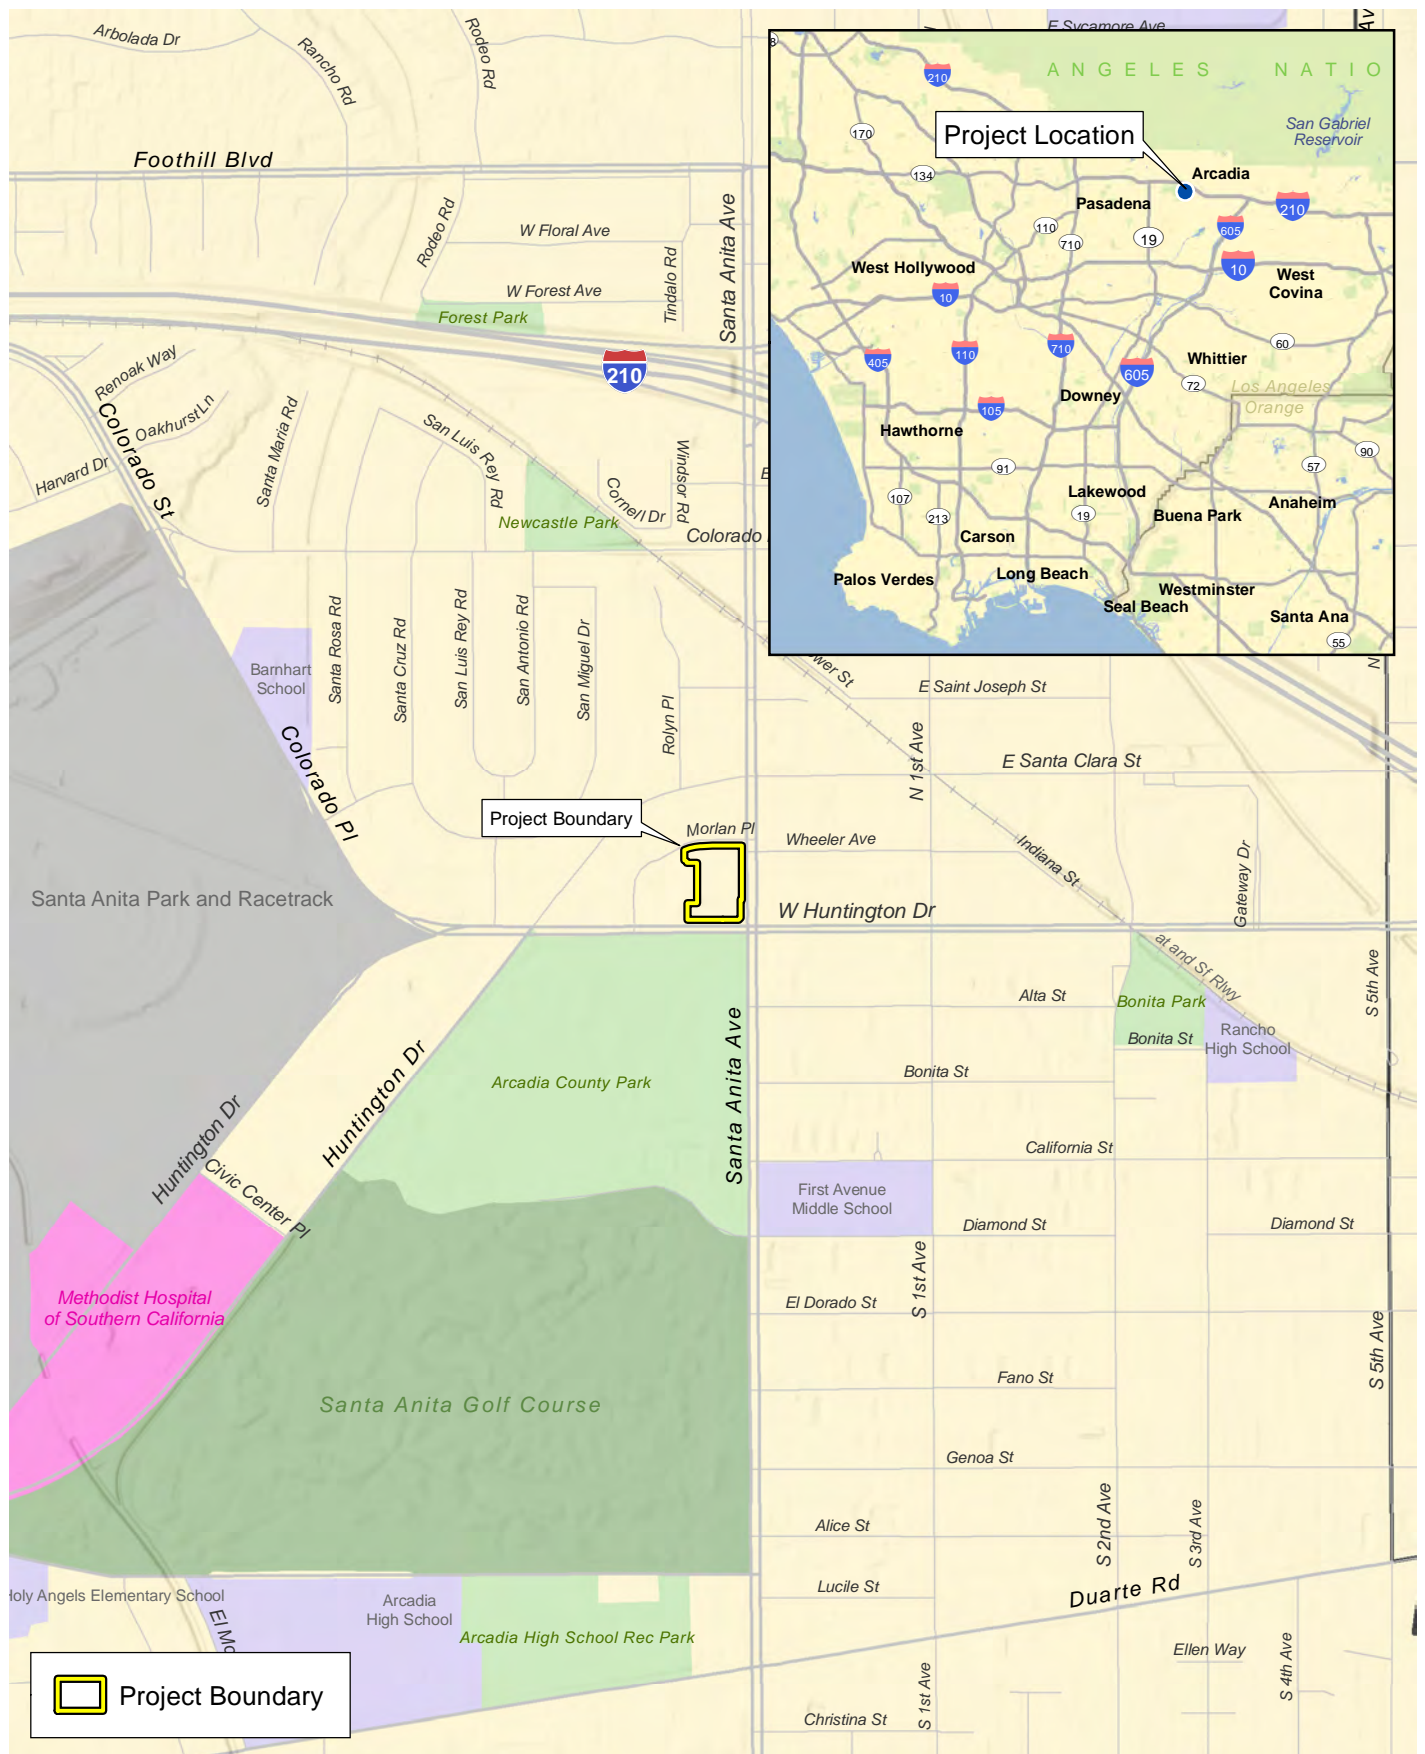 Arbolada Dr
Rancho Rd
Rodeo Rd
E Sycamore Ave
Av
Foothill Blvd
Rodeo Rd
W Floral Ave
W Forest Ave
Tindalo Rd
Santa Anita Ave
Forest Park
210
Renoak Way
Oakhurst Ln
Harvard Dr
Colorado St
Santa Maria Rd
San Luis Rey Rd
Newcastle Park
Cornell Dr
Windsor Rd
E
Colorado
8
ANGELES NATIO
210
San Gabriel
Reservoir
170
Project Location
134
Arcadia
Pasadena
210
110
710
19
605
West Hollywood
10
West
Covina
10
405
110
710
60
Whittier
605
72
Los Angeles
Orange
Downey
105
Hawthorne
90
91
57
107
Lakewood
213
19
Buena Park
Anaheim
Carson
Palos Verdes
Long Beach
Westminster
Seal Beach
Santa Ana
55
N
Barnhart
School
Santa Rosa Rd
Santa Cruz Rd
San Luis Rey Rd
San Antonio Rd
San Miguel Dr
Rolyn Pl
ower St
E Saint Joseph St
N 1st Ave
E Santa Clara St
Colorado Pl
Project Boundary
Morlan Pl
Wheeler Ave
Indiana St
Gateway Dr
Santa Anita Park and Racetrack
W Huntington Dr
at and Sf Rlwy
S 5th Ave
Alta St
Bonita Park
Bonita St
Rancho
High School
Santa Anita Ave
Huntington Dr
Arcadia County Park
Bonita St
Huntington Dr
Civic Center Pl
California St
First Avenue
Middle School
Diamond St
Diamond St
Methodist Hospital
of Southern California
El Dorado St
S 1st Ave
S 5th Ave
Fano St
Santa Anita Golf Course
Genoa St
Alice St
S 2nd Ave
S 3rd Ave
Holy Angels Elementary School
Arcadia
High School
Lucile St
Duarte Rd
El Mo
Arcadia High School Rec Park
Ellen Way
S 4th Ave
S 1st Ave
Christina St
Project Boundary